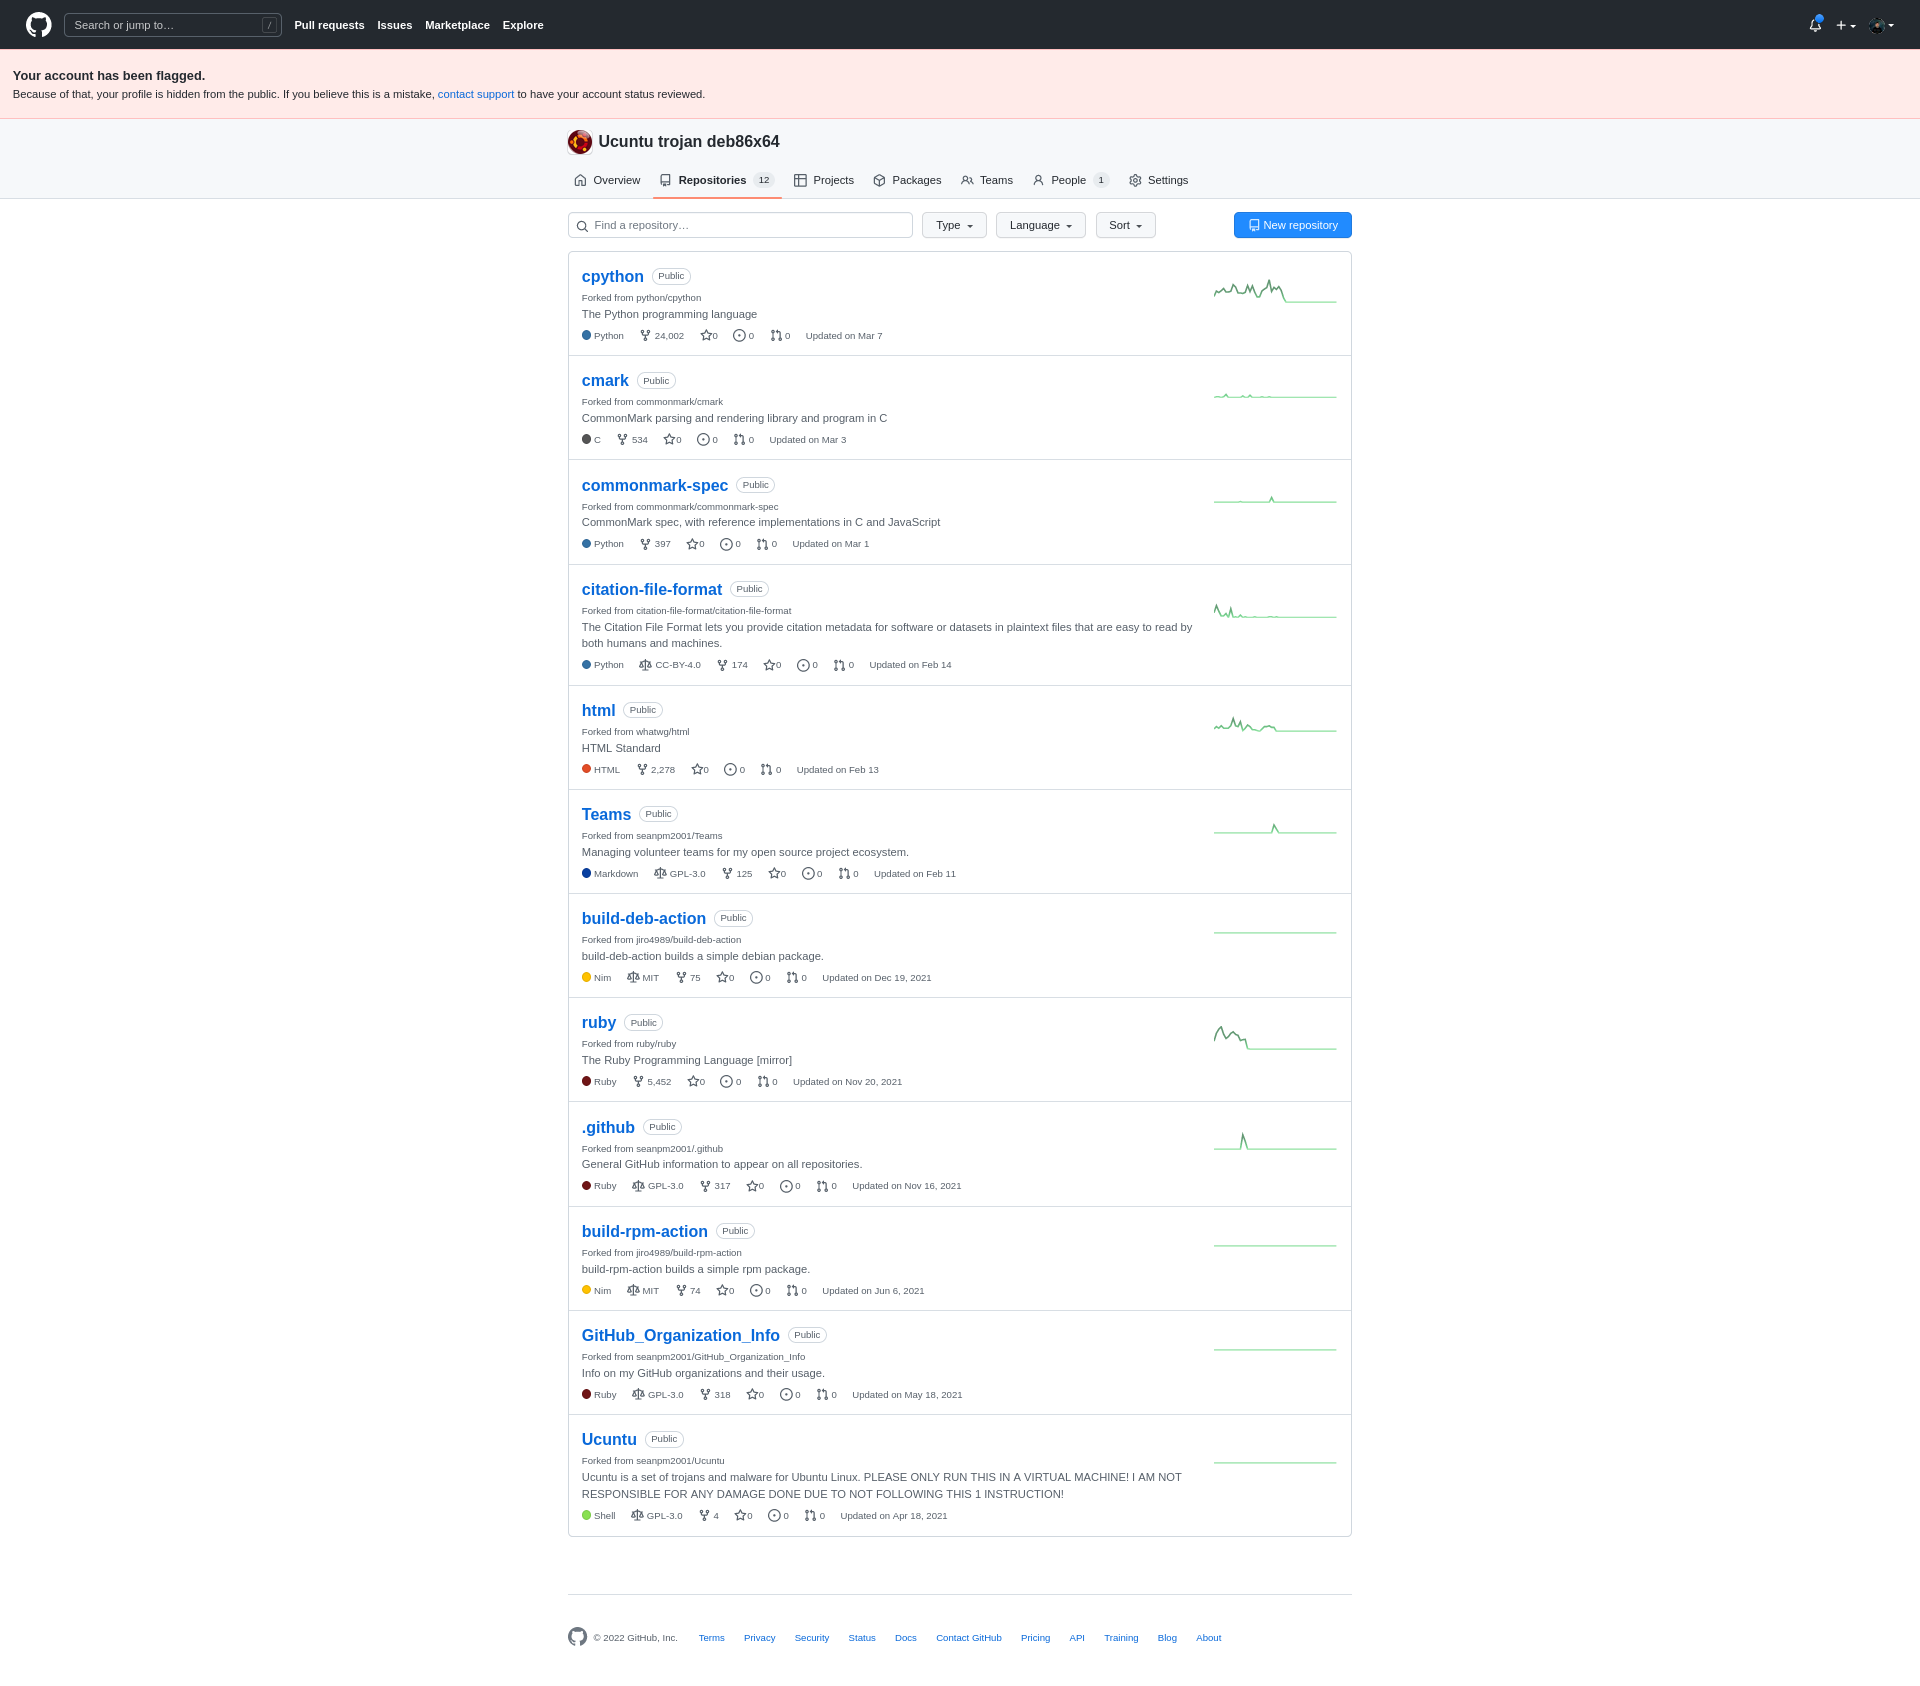 Search or jump to… /
Pull requests Issues Marketplace Explore
Your account has been flagged.
Because of that, your profile is hidden from the public. If you believe this is a mistake, contact support to have your account status reviewed.
Ucuntu trojan deb86x64
Overview Repositories 12 Projects Packages Teams People 1 Settings
Find a repository… Type Language Sort New repository
cpython Public
Forked from python/cpython
The Python programming language
Python 24,002 0 0 0 Updated on Mar 7
cmark Public
Forked from commonmark/cmark
CommonMark parsing and rendering library and program in C
C 534 0 0 0 Updated on Mar 3
commonmark-spec Public
Forked from commonmark/commonmark-spec
CommonMark spec, with reference implementations in C and JavaScript
Python 397 0 0 0 Updated on Mar 1
citation-file-format Public
Forked from citation-file-format/citation-file-format
The Citation File Format lets you provide citation metadata for software or datasets in plaintext files that are easy to read by
both humans and machines.
Python CC-BY-4.0 174 0 0 0 Updated on Feb 14
html Public
Forked from whatwg/html
HTML Standard
HTML 2,278 0 0 0 Updated on Feb 13
Teams Public
Forked from seanpm2001/Teams
Managing volunteer teams for my open source project ecosystem.
Markdown GPL-3.0 125 0 0 0 Updated on Feb 11
build-deb-action Public
Forked from jiro4989/build-deb-action
build-deb-action builds a simple debian package.
Nim MIT 75 0 0 0 Updated on Dec 19, 2021
ruby Public
Forked from ruby/ruby
The Ruby Programming Language [mirror]
Ruby 5,452 0 0 0 Updated on Nov 20, 2021
.github Public
Forked from seanpm2001/.github
General GitHub information to appear on all repositories.
Ruby GPL-3.0 317 0 0 0 Updated on Nov 16, 2021
build-rpm-action Public
Forked from jiro4989/build-rpm-action
build-rpm-action builds a simple rpm package.
Nim MIT 74 0 0 0 Updated on Jun 6, 2021
GitHub_Organization_Info Public
Forked from seanpm2001/GitHub_Organization_Info
Info on my GitHub organizations and their usage.
Ruby GPL-3.0 318 0 0 0 Updated on May 18, 2021
Ucuntu Public
Forked from seanpm2001/Ucuntu
Ucuntu is a set of trojans and malware for Ubuntu Linux. PLEASE ONLY RUN THIS IN A VIRTUAL MACHINE! I AM NOT
RESPONSIBLE FOR ANY DAMAGE DONE DUE TO NOT FOLLOWING THIS 1 INSTRUCTION!
Shell GPL-3.0 4 0 0 0 Updated on Apr 18, 2021
© 2022 GitHub, Inc. Terms Privacy Security Status Docs Contact GitHub Pricing API Training Blog About